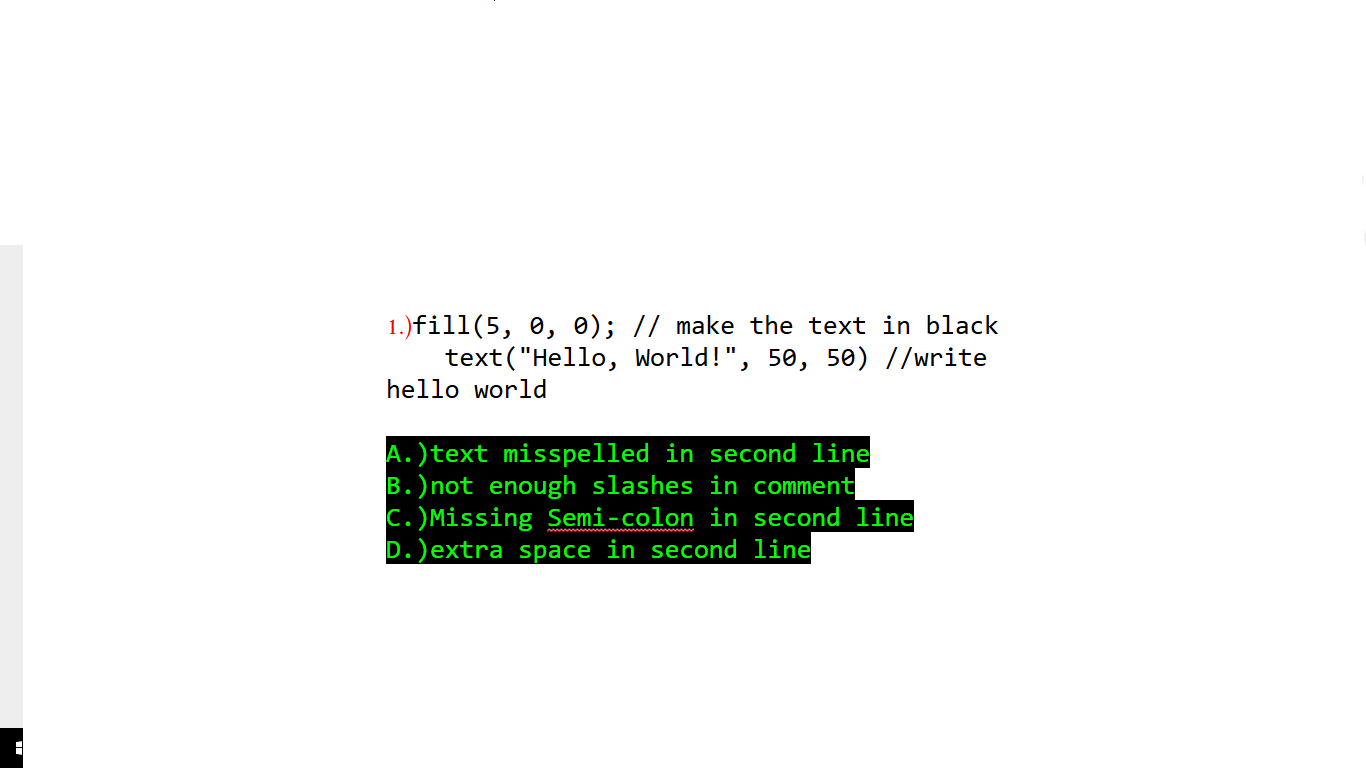 1.)fill(5, 0, 0); // make the text in black
text("Hello, World!", 50, 50) //write
hello world
A.)text misspelled in second line
B.)not enough slashes in comment
C.)Missing Semi-colon in second line
D.)extra space in second line